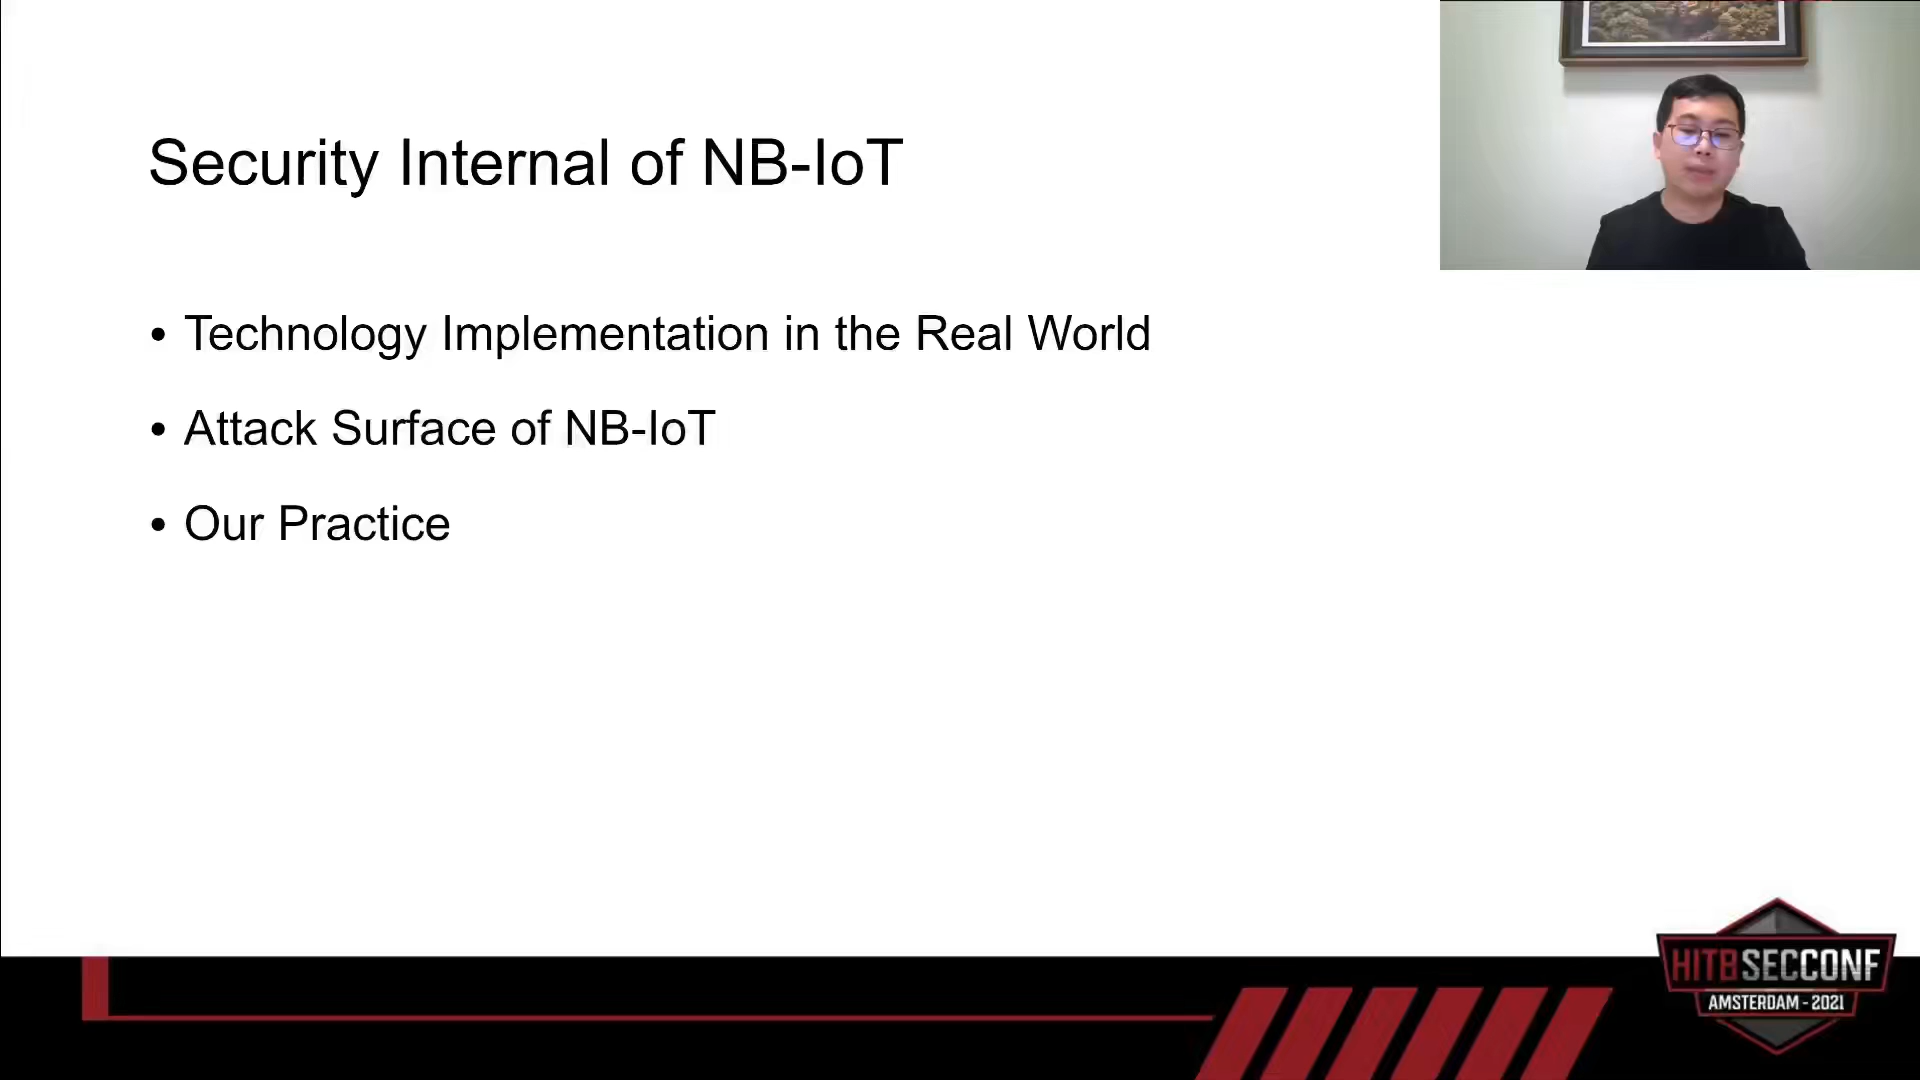 Security Internal of NB-IoT
• Technology Implementation in the Real World
• Attack Surface of NB-IoT
• Our Practice
HITBSECCONF
AMSTERDAM - 2021